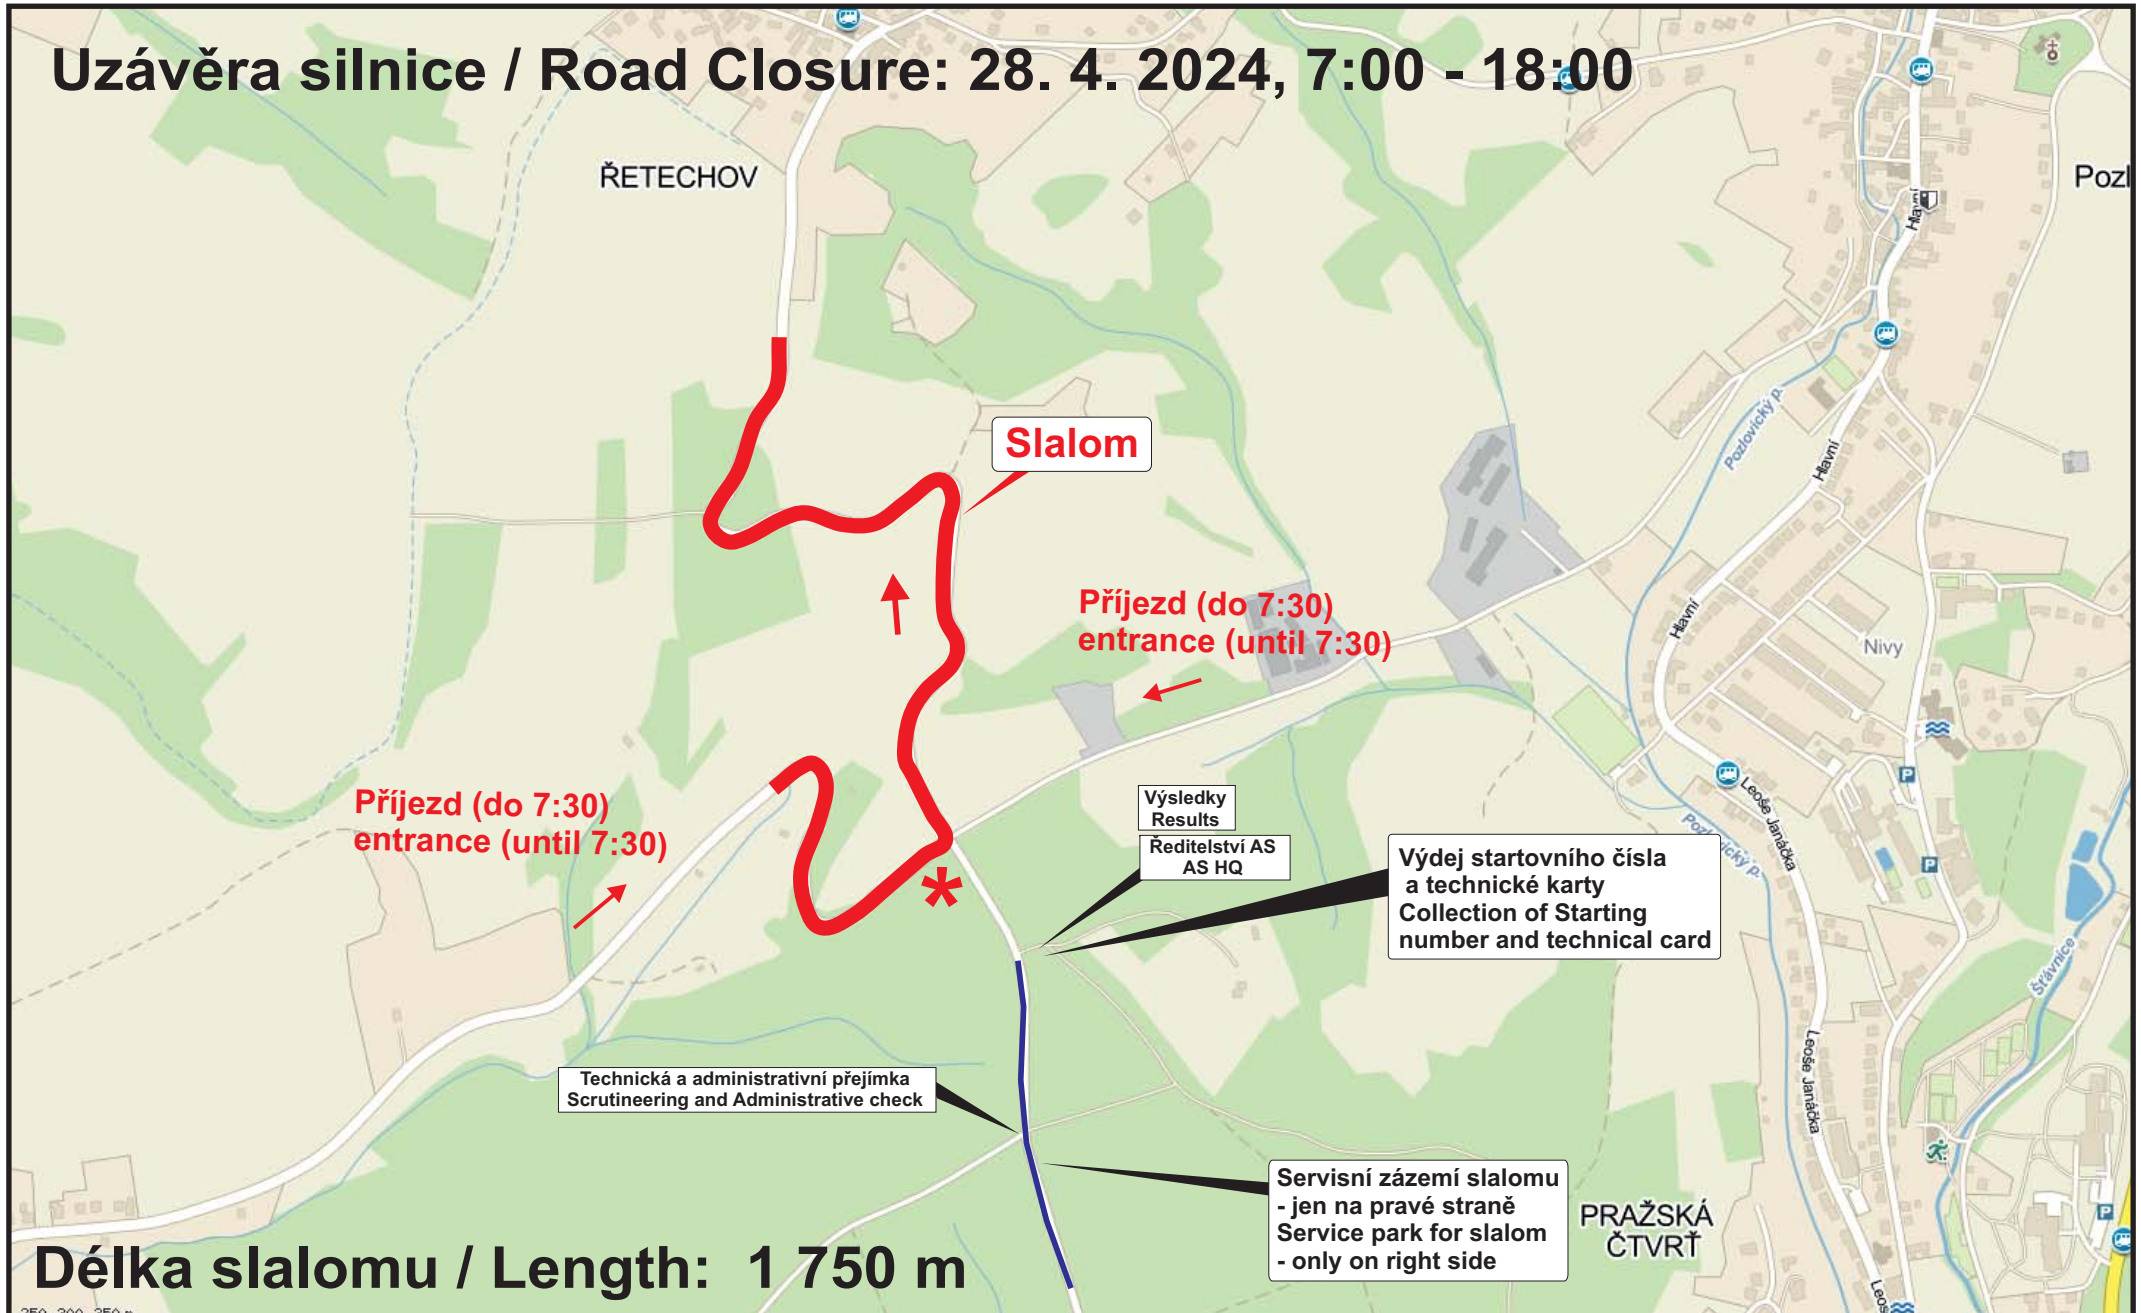 Uzávěra silnice / Road Closure: 28. 4. 2024, 7:00 - 18:00
ŘETECHOV
Pozl
Hlavní
Slalom
Pozlovický p.
Hlavní
Příjezd (do 7:30)
entrance (until 7:30)
Hlavní
Nivy
Příjezd (do 7:30)
entrance (until 7:30)
*
Výsledky
Results
Ředitelství AS
AS HQ
Leoše Janáčka
P
Pozlovický p.
P
Výdej startovního čísla
a technické karty
Collection of Starting
number and technical card
Šťávnice
Leoše Janáčka
Technická a administrativní přejímka
Scrutineering and Administrative check
Servisní zázemí slalomu
- jen na pravé straně
Service park for slalom
- only on right side
PRAŽSKÁ
ČTVRŤ
P
Délka slalomu / Length: 1 750 m
Leoš